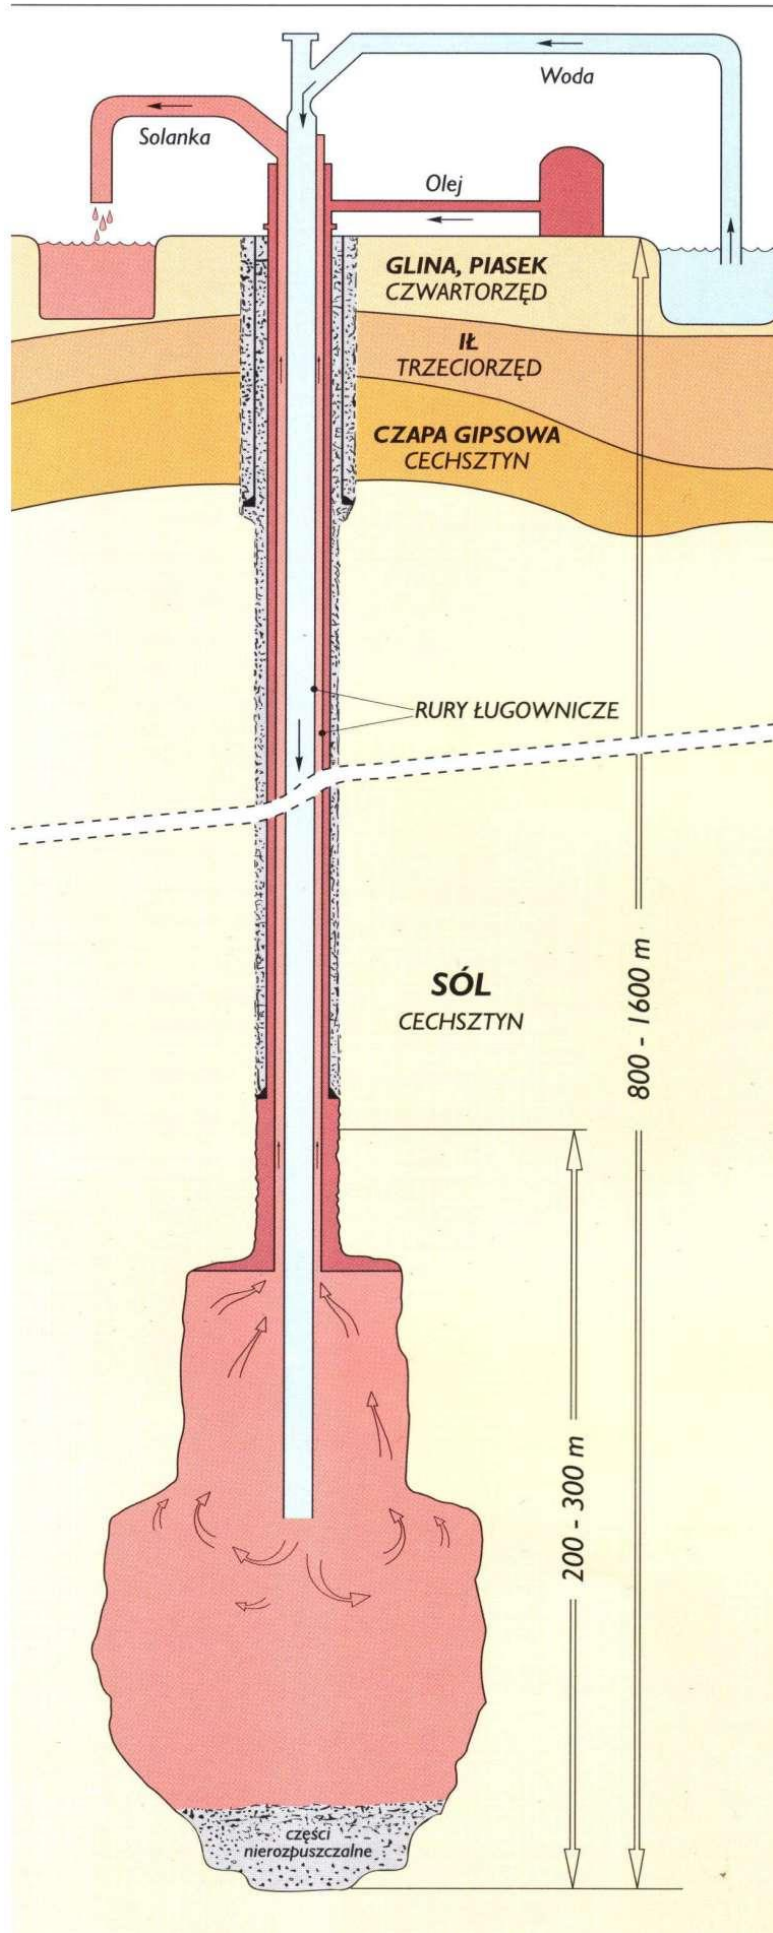 Woda
Solanka
Olej
GLINA, PIASEK
CZWARTORZĘD
IŁ
TRZECIORZĘD
CZAPA GIPSOWA
CECHSZTYN
RURY ŁUGOWNICZE
SÓL
CECHSZTYN
800 - 1600 m
200 - 300 m
części
nierozpuszczalne